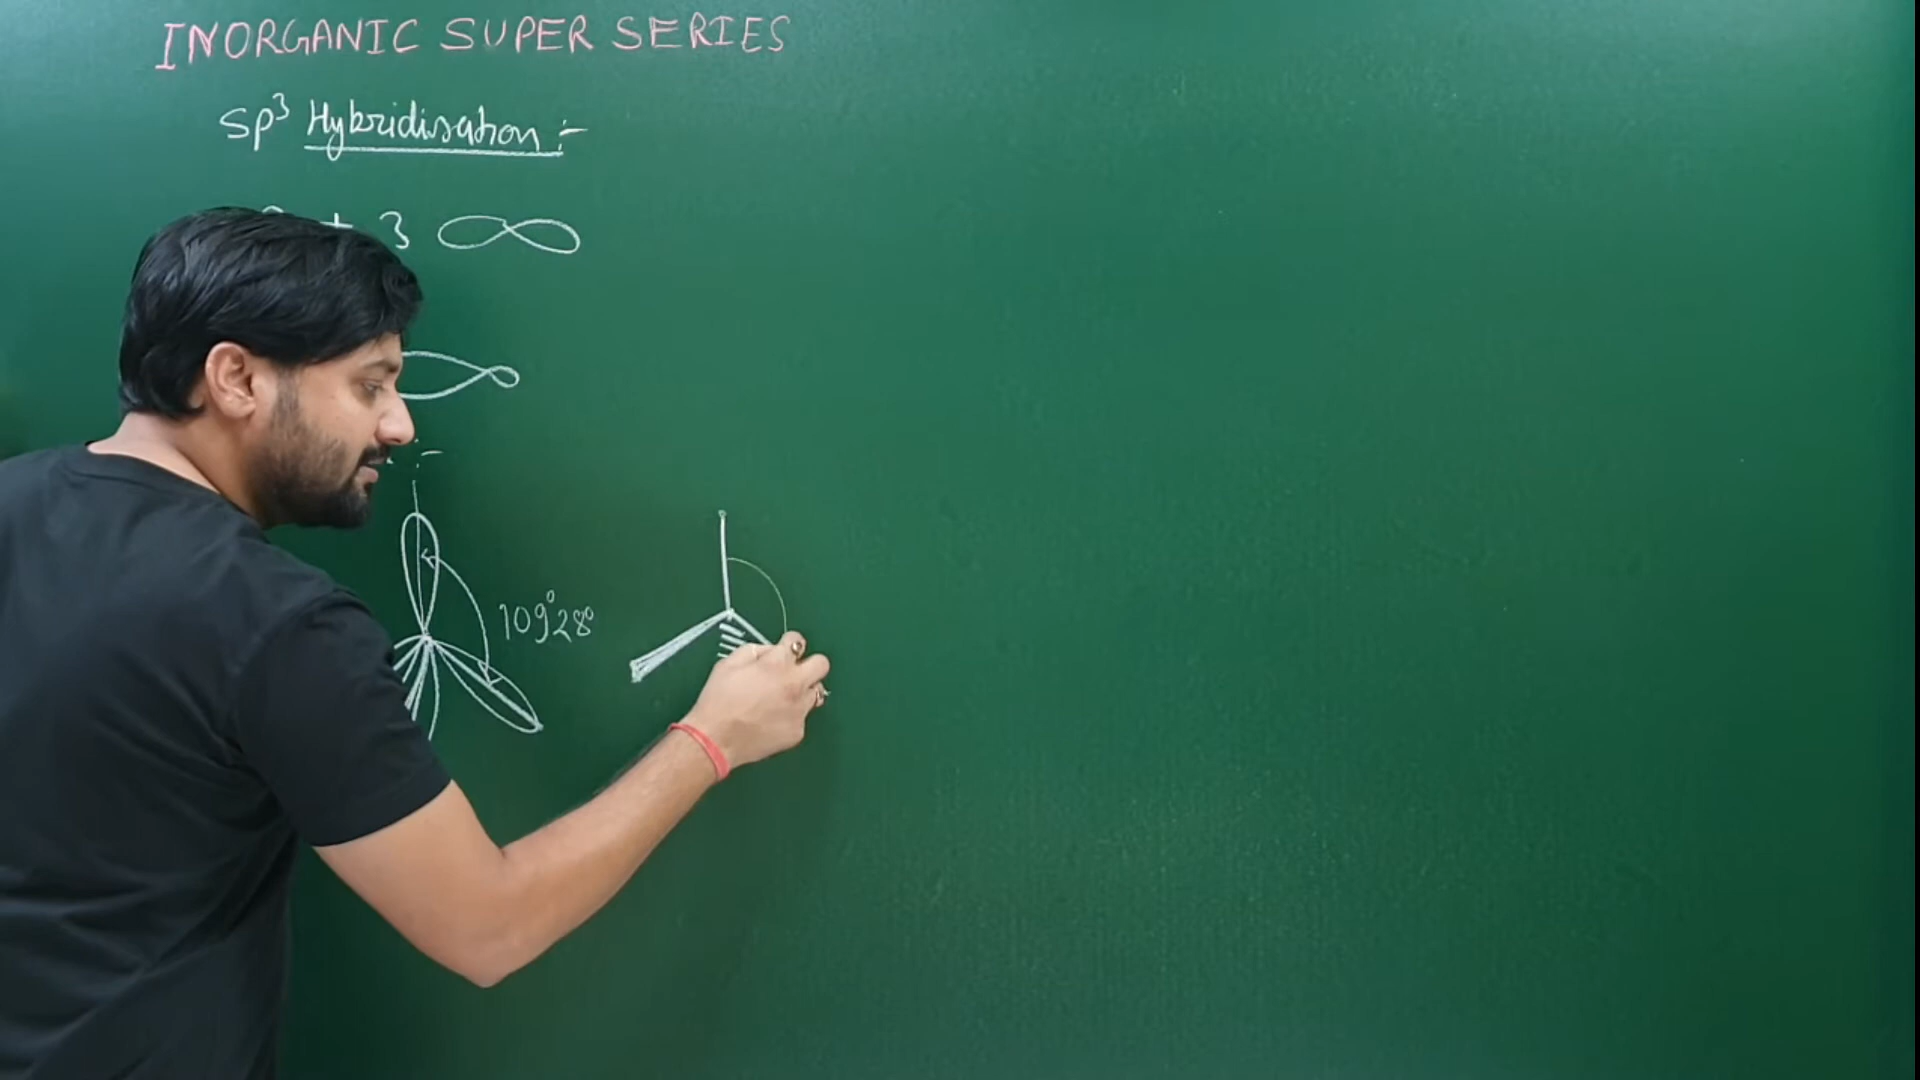 INORGANIC SUPER SERIES
SP³ Hybridisation :-
+ 3
109°28°